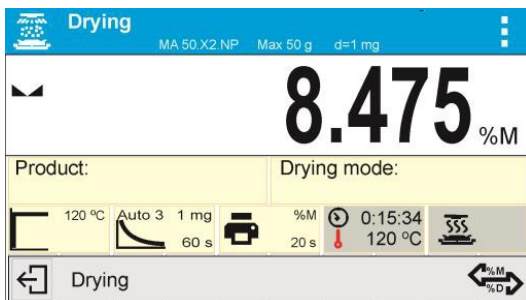 Drying
MA 50.X2.NP Max 50 g d=1 mg
8.475 %M
Product: Drying mode:
120 ºC Auto 3 1 mg %M 0:15:34
60 s 20 s 120 ºC
Drying %M
%D